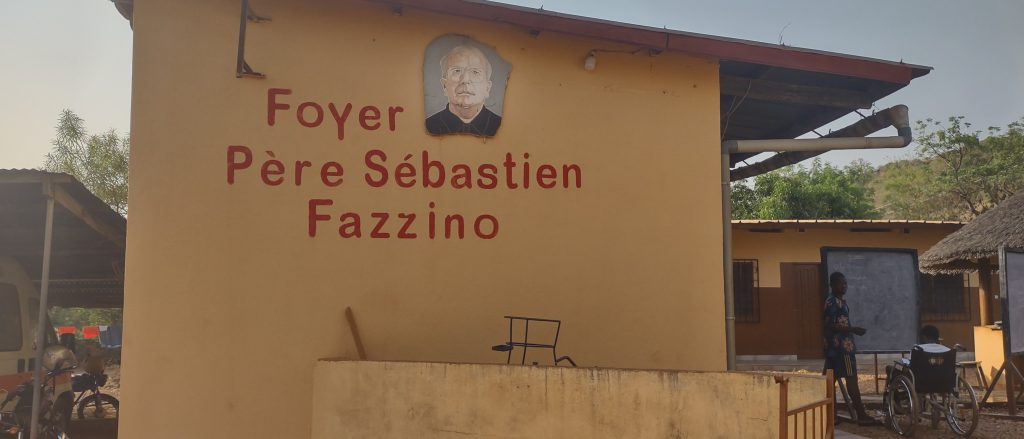 Foyer
Père Sébastien
Fazzino